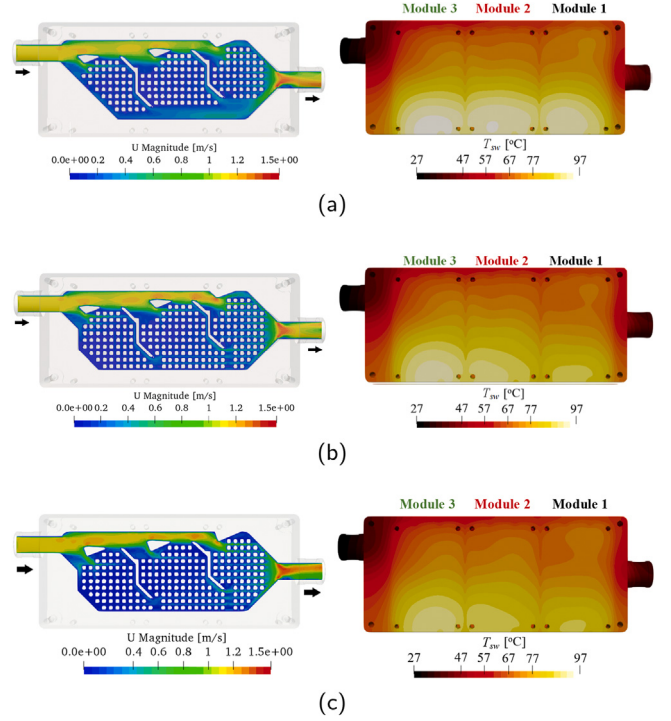 Module 3 Module 2 Module 1
U Magnitude [m/s]
0.0e+00 0.2 0.4 0.6 0.8 1 1.2 1.5e+00
T_sw [°C]
27 47 57 67 77 97
(a)
Module 3 Module 2 Module 1
U Magnitude [m/s]
0.0e+00 0.2 0.4 0.6 0.8 1 1.2 1.5e+00
T_sw [°C]
27 47 57 67 77 97
(b)
Module 3 Module 2 Module 1
U Magnitude [m/s]
0.0e+00 0.2 0.4 0.6 0.8 1 1.2 1.5e+00
T_sw [°C]
27 47 57 67 77 97
(c)